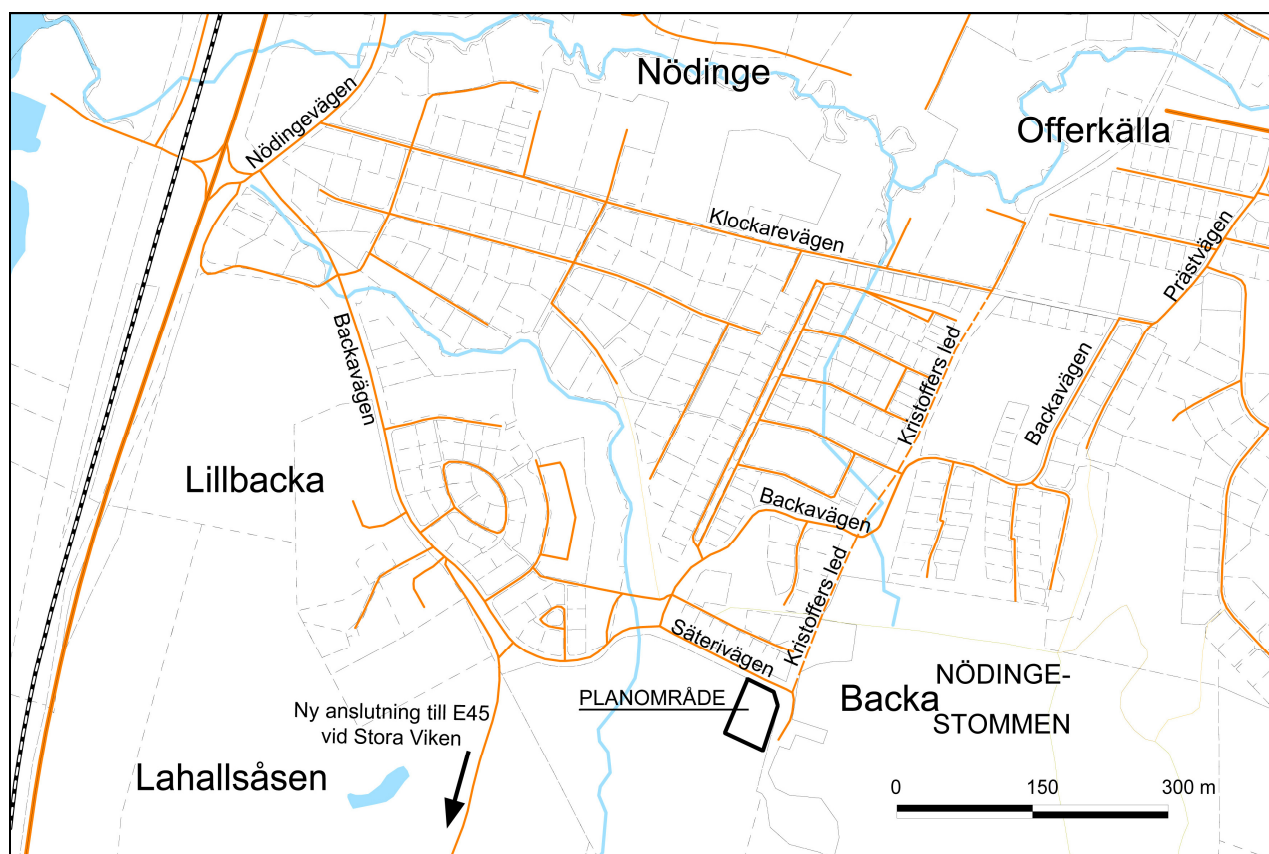 Nödinge
Offerkälla
Nödingevägen
Klockarevägen
Prästvägen
Backavägen
Kristoffers led
Backavägen
Lillbacka
Backavägen
Kristoffers led
Säterivägen
PLANOMRÅDE
Backa
NÖDINGE-
STOMMEN
Ny anslutning till E45
vid Stora Viken
Lahallsåsen
0 150 300 m